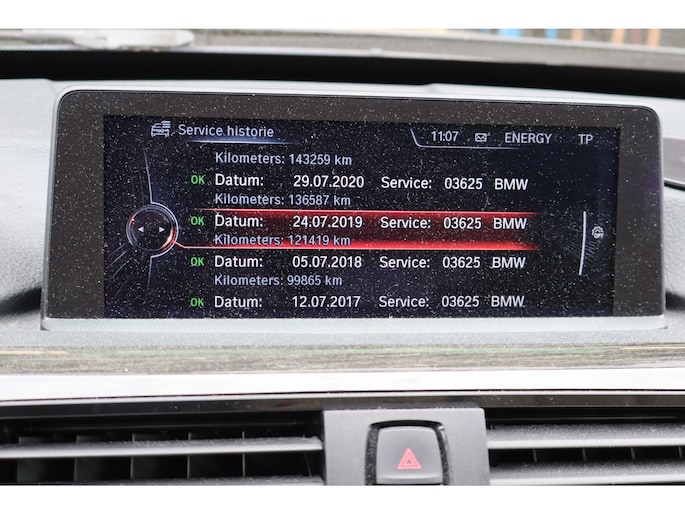 Service historie 11:07 ENERGY TP
Kilometers: 143259 km
OK Datum: 29.07.2020 Service: 03625 BMW
Kilometers: 136587 km
OK Datum: 24.07.2019 Service: 03625 BMW
Kilometers: 121419 km
OK Datum: 05.07.2018 Service: 03625 BMW
Kilometers: 99865 km
OK Datum: 12.07.2017 Service: 03625 BMW